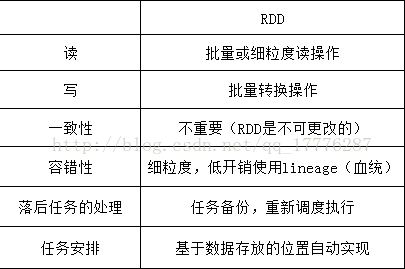 RDD
读 批量或细粒度读操作
写 批量转换操作
一致性 不重要（RDD是不可更改的）
http://blog.csdn.net/qq_17776287
容错性 细粒度，低开销使用lineage（血统）
落后任务的处理 任务备份，重新调度执行
任务安排 基于数据存放的位置自动实现